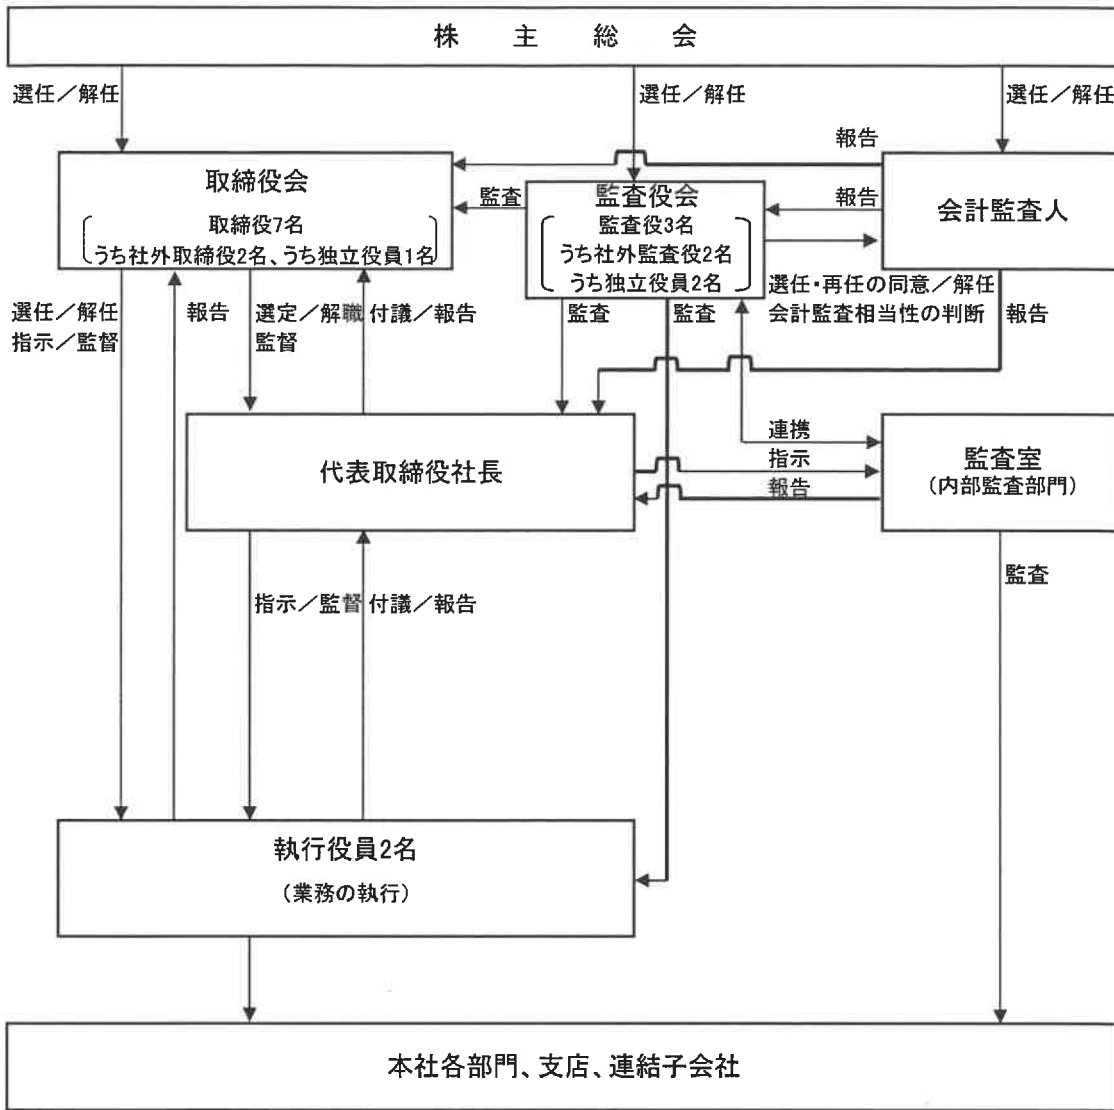 株主総会
選任／解任
選任／解任
選任／解任
報告
取締役会
取締役7名
うち社外取締役2名、うち独立役員1名
監査
監査役会
監査役3名
うち社外監査役2名
うち独立役員2名
報告
会計監査人
選任・再任の同意／解任
会計監査相当性の判断
報告
選任／解任
指示／監督
報告
選定／解職
監督
付議／報告
監査
監査
代表取締役社長
連携
指示
報告
監査室
（内部監査部門）
監査
指示／監督
付議／報告
執行役員2名
（業務の執行）
本社各部門、支店、連結子会社